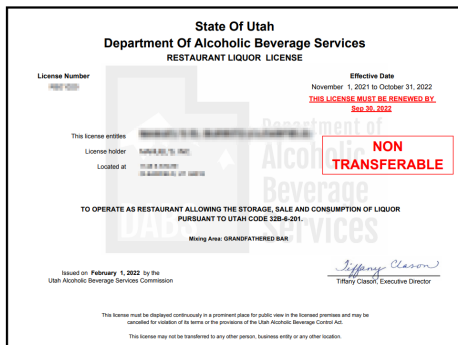 State Of Utah
Department Of Alcoholic Beverage Services
RESTAURANT LIQUOR LICENSE
License Number
Effective Date
November 1, 2021 to October 31, 2022
THIS LICENSE MUST BE RENEWED BY
Sep 30, 2022
This license entitles
License holder
Located at
NON
TRANSFERABLE
Department of
Alcoholic
Beverage
Services
DABS
TO OPERATE AS RESTAURANT ALLOWING THE STORAGE, SALE AND CONSUMPTION OF LIQUOR
PURSUANT TO UTAH CODE 32B-6-201.
Mixing Area: GRANDFATHERED BAR
Issued on February 1, 2022 by the
Utah Alcoholic Beverage Services Commission
Tiffany Clason
Tiffany Clason, Executive Director
This license must be displayed continuously in a prominent place for public view in the licensed premises and may be
cancelled for violation of its terms or the provisions of the Utah Alcoholic Beverage Control Act.
This license may not be transferred to any other person, business entity or any other location.